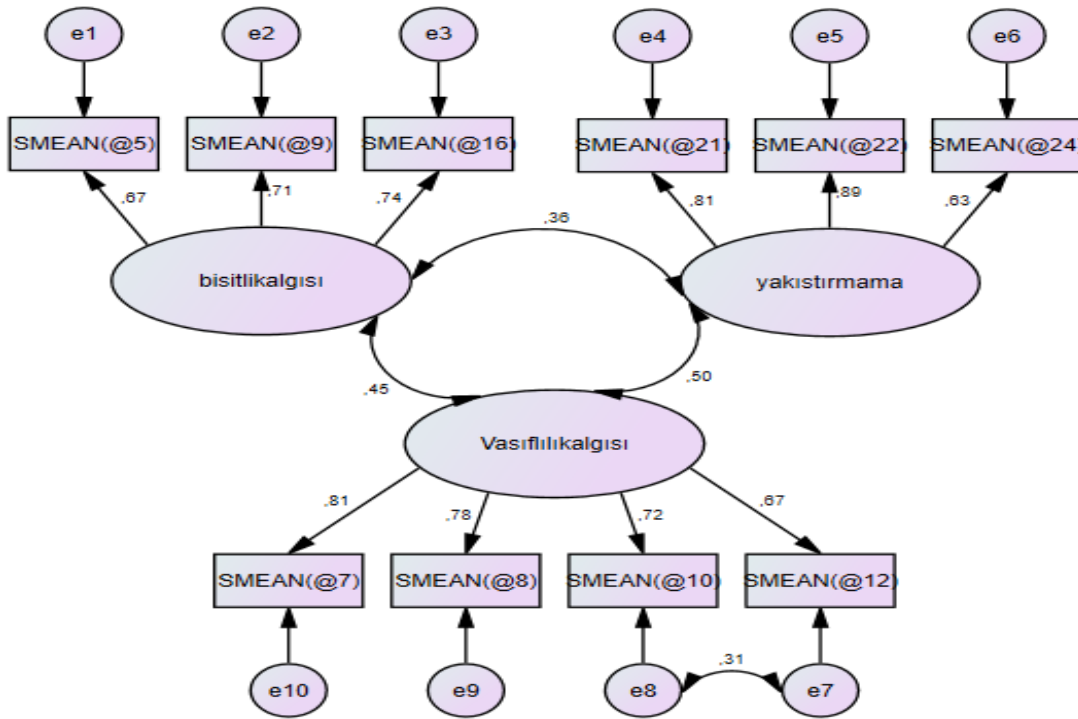 e1
e2
e3
e4
e5
e6
SMEAN(@5)
SMEAN(@9)
SMEAN(@16)
SMEAN(@21)
SMEAN(@22)
SMEAN(@24)
,67
,71
,74
,81
,89
,63
,36
bisitlikalgısı
yakıstırmama
,45
,50
Vasıflılıkalgısı
,81
,78
,72
,67
SMEAN(@7)
SMEAN(@8)
SMEAN(@10)
SMEAN(@12)
,31
e10
e9
e8
e7